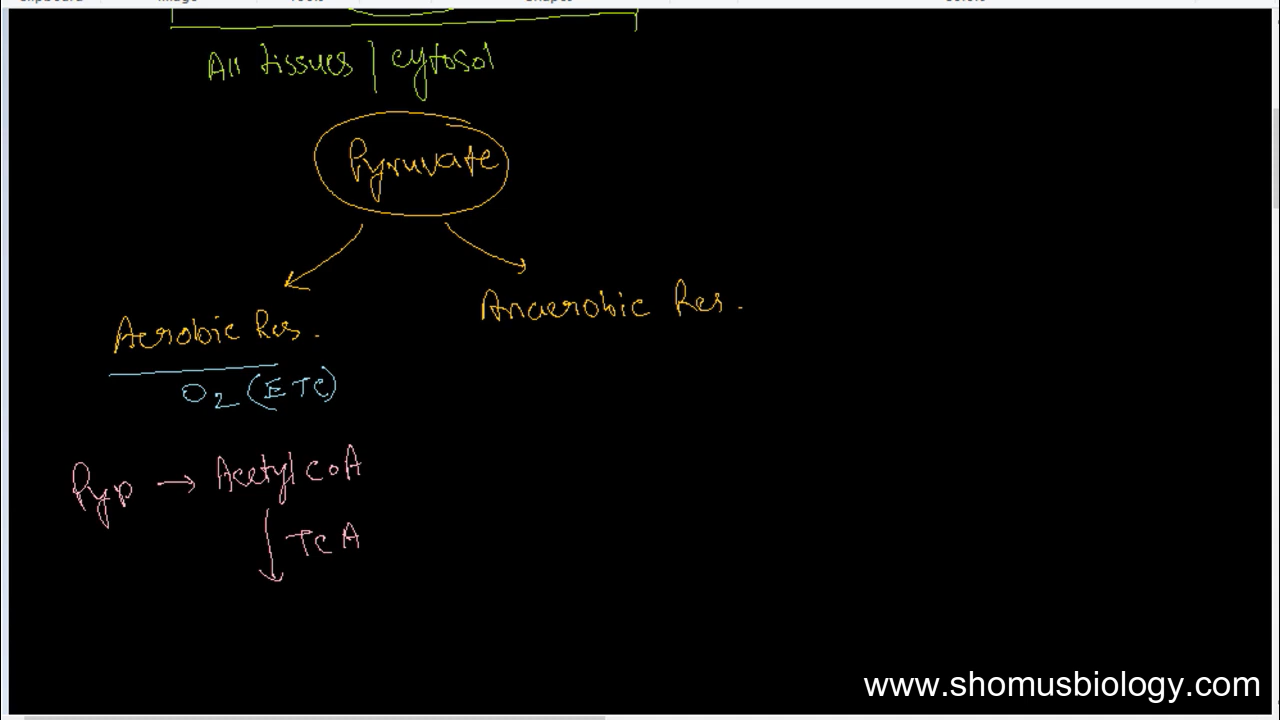 All tissues | cytosol
Pyruvate
Aerobic Res.
Anaerobic Res.
O2 (ETC)
Pyr → Acetyl CoA
↓ TCA
www.shomusbiology.com